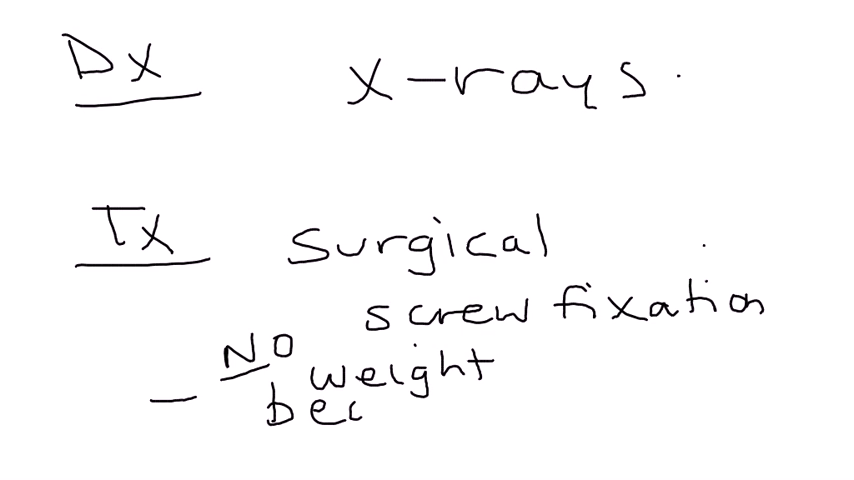 Dx x-rays.
Tx Surgical
screw fixation
- NO weight
bec